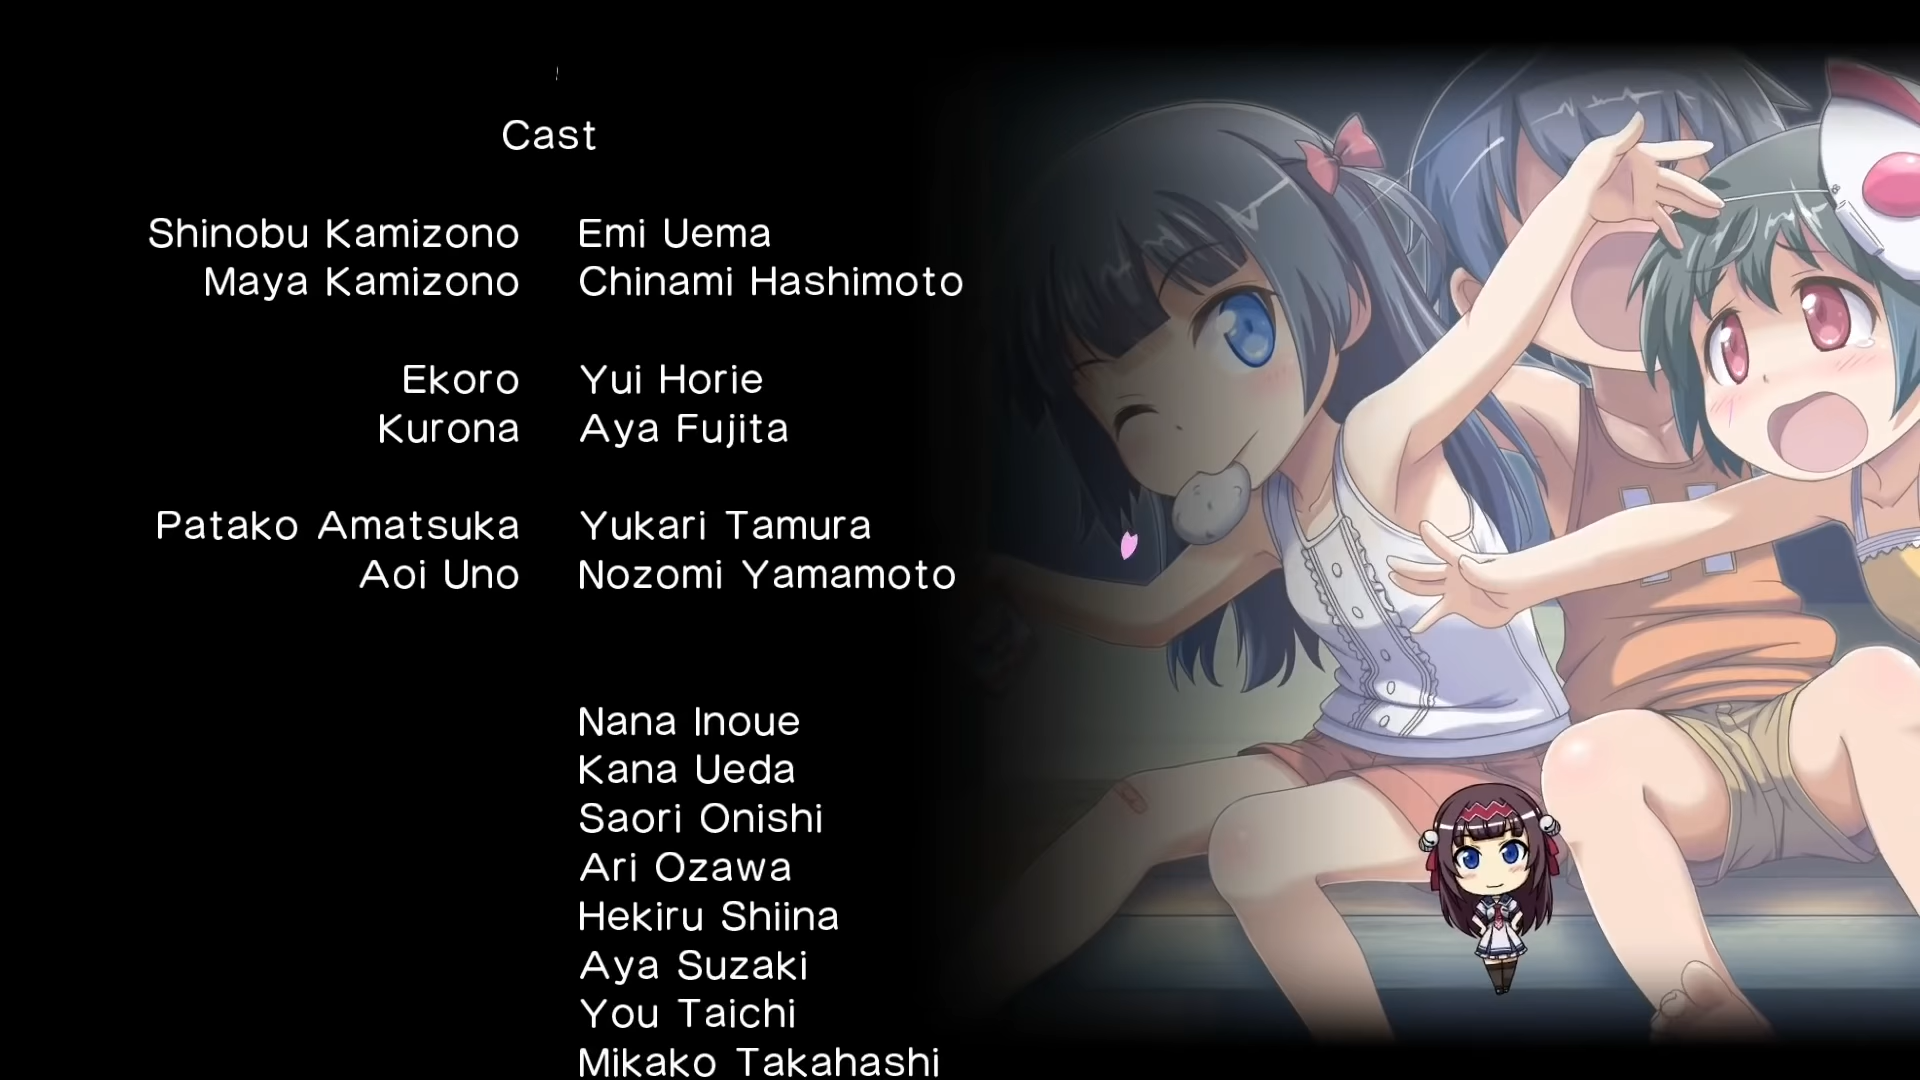 Cast
Shinobu Kamizono Emi Uema
Maya Kamizono Chinami Hashimoto
Ekoro Yui Horie
Kurona Aya Fujita
Patako Amatsuka Yukari Tamura
Aoi Uno Nozomi Yamamoto
Nana Inoue
Kana Ueda
Saori Onishi
Ari Ozawa
Hekiru Shiina
Aya Suzaki
You Taichi
Mikako Takahashi